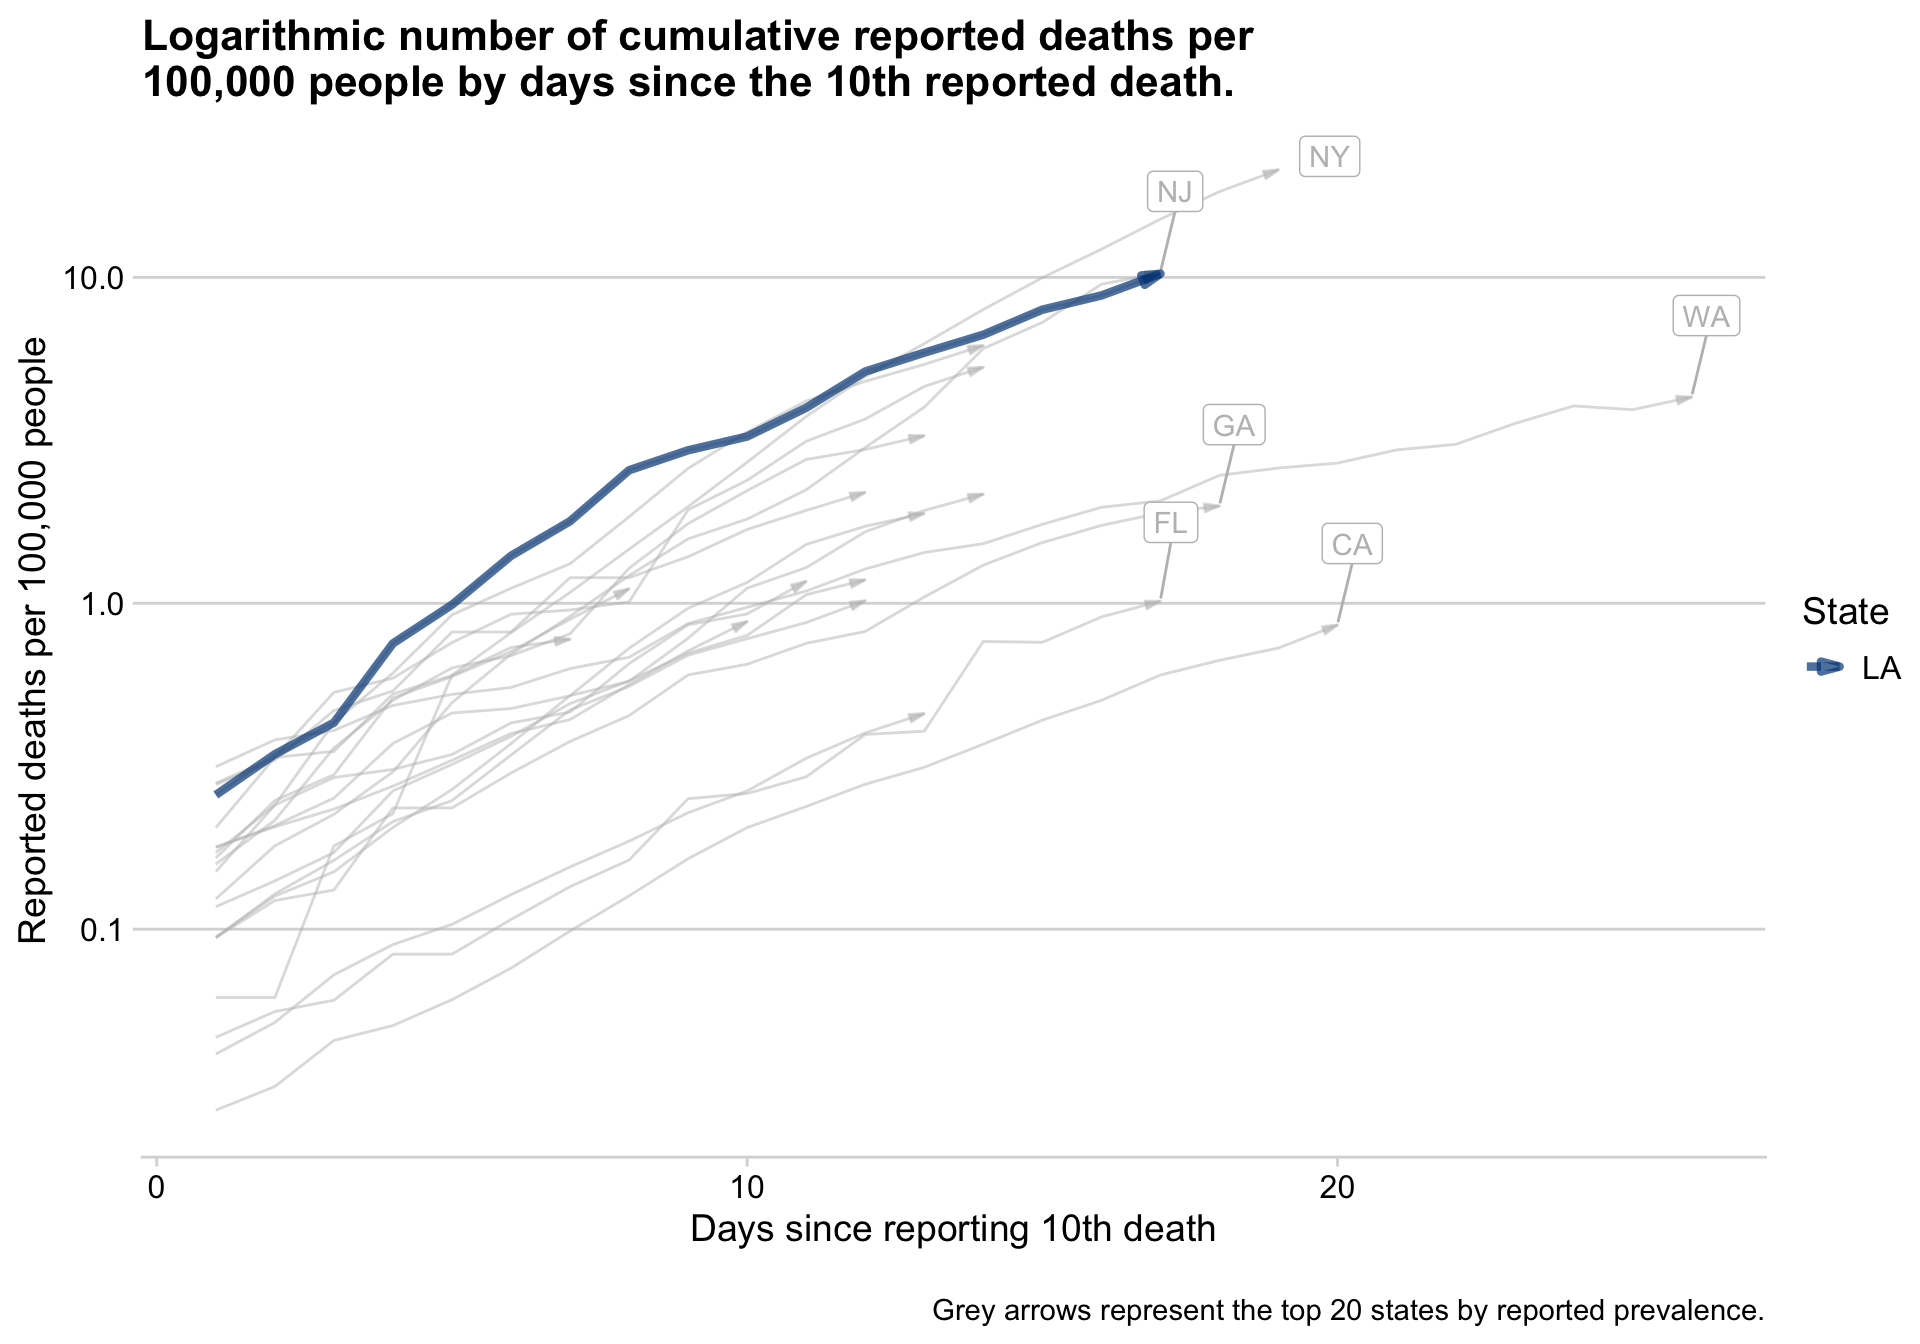 Logarithmic number of cumulative reported deaths per
100,000 people by days since the 10th reported death.
NY
NJ
10.0
WA
GA
FL
CA
1.0
0.1
Reported deaths per 100,000 people
State
LA
0
10
20
Days since reporting 10th death
Grey arrows represent the top 20 states by reported prevalence.